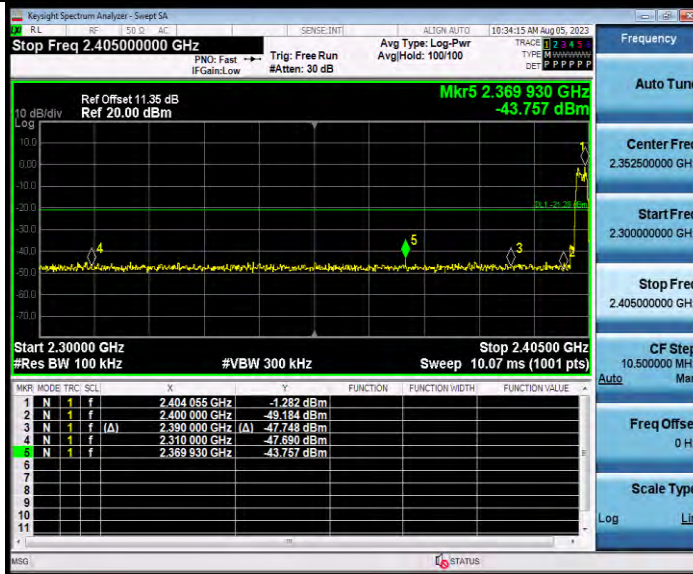 Keysight Spectrum Analyzer - Swept SA
RL RF 50 Ω AC SENSE:INT ALIGN AUTO 10:34:15 AM Aug 05, 2023
Stop Freq 2.405000000 GHz
PNO: Fast
IFGain:Low
Trig: Free Run
#Atten: 30 dB
Avg Type: Log-Pwr
Avg|Hold: 100/100
TRACE 1 2 3 4 5 6
TYPE M WWWWW
DET P P P P P P
Ref Offset 11.35 dB
10 dB/div Ref 20.00 dBm
Log
Mkr5 2.369 930 GHz
-43.757 dBm
10.0
0.00
-10.0
-20.0
-30.0
-40.0
-50.0
-60.0
-70.0
1
DL1 -21.28 dBm
4
5
3
2
Start 2.30000 GHz Stop 2.40500 GHz
#Res BW 100 kHz #VBW 300 kHz Sweep 10.07 ms (1001 pts)
MKR MODE TRC SCL X Y FUNCTION FUNCTION WIDTH FUNCTION VALUE
1 N 1 f 2.404 055 GHz -1.282 dBm
2 N 1 f 2.400 000 GHz -49.184 dBm
3 N 1 f (Δ) 2.390 000 GHz (Δ) -47.748 dBm
4 N 1 f 2.310 000 GHz -47.690 dBm
5 N 1 f 2.369 930 GHz -43.757 dBm
6
7
8
9
10
11
MSG STATUS
Frequency
Auto Tune
Center Freq
2.352500000 GH
Start Freq
2.300000000 GH
Stop Freq
2.405000000 GH
CF Step
10.500000 MH
Auto Man
Freq Offset
0 H
Scale Type
Log Lin